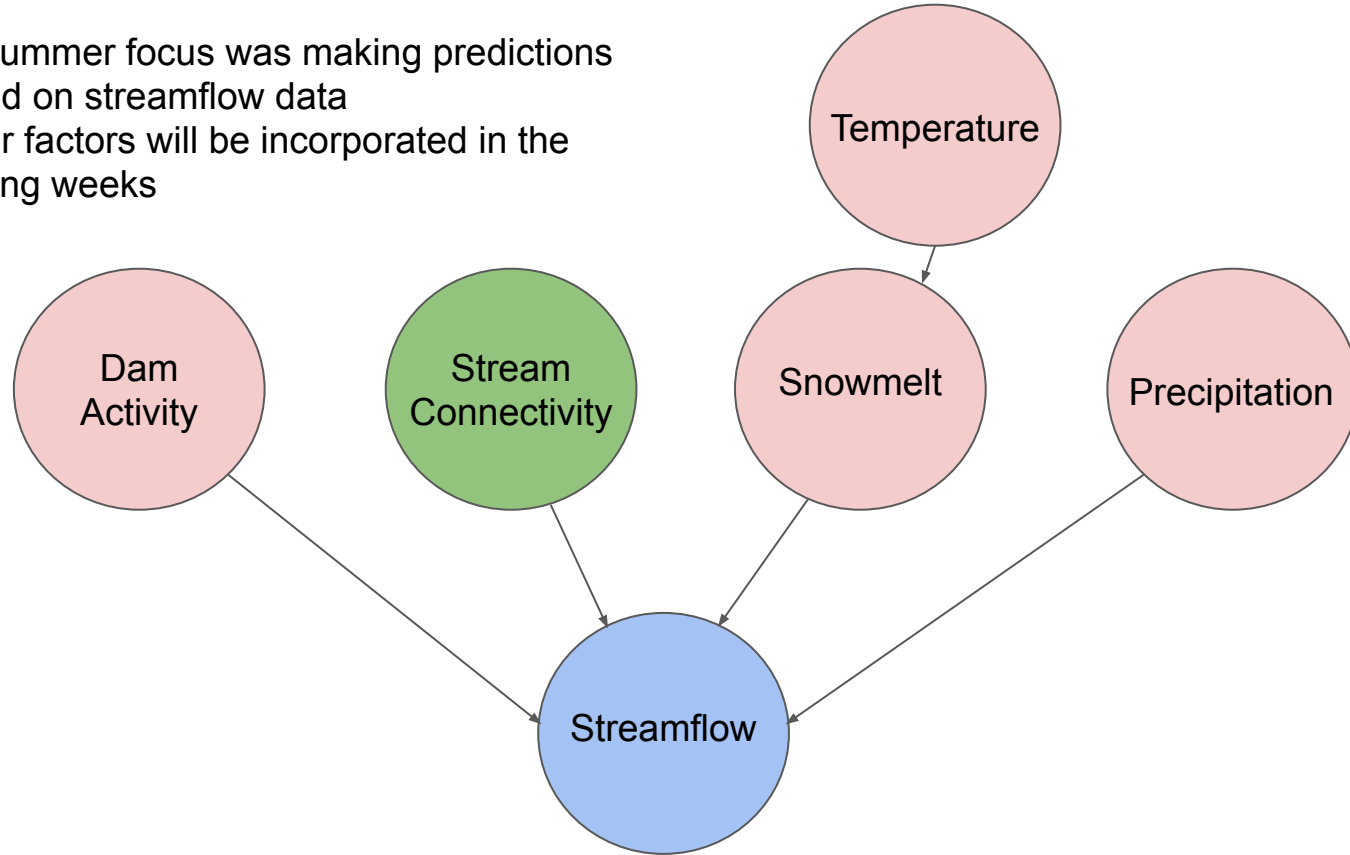 ummer focus was making predictions
d on streamflow data
r factors will be incorporated in the
ng weeks
Temperature
Dam
Activity
Stream
Connectivity
Snowmelt
Precipitation
Streamflow